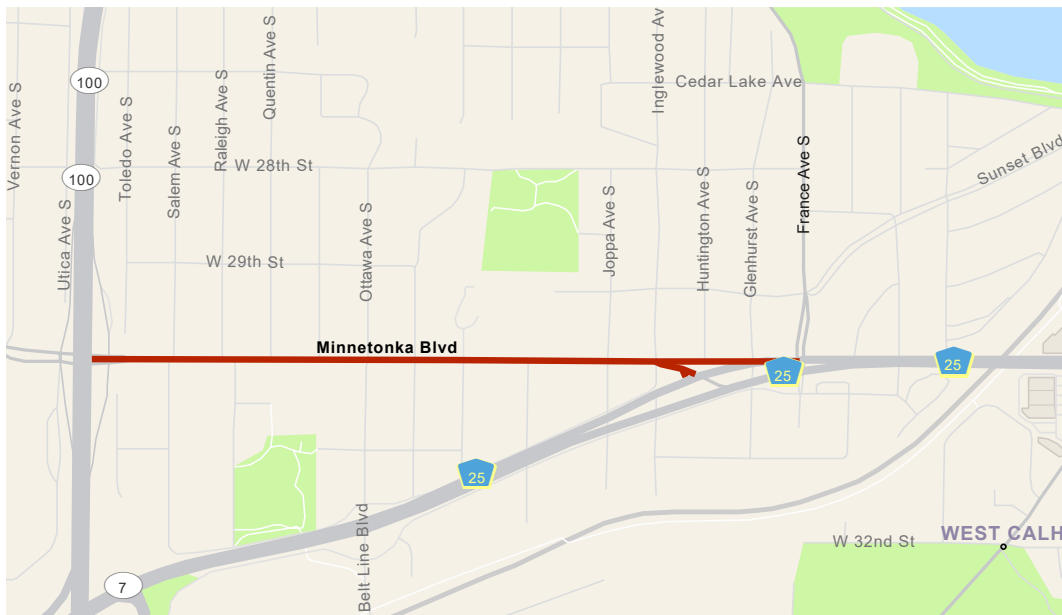 Vernon Ave S
100
Toledo Ave S
Salem Ave S
Raleigh Ave S
Quentin Ave S
Inglewood Av
Cedar Lake Ave
France Ave S
Sunset Blvd
W 28th St
100
Utica Ave S
W 29th St
Ottawa Ave S
Joppa Ave S
Huntington Ave S
Glenhurst Ave S
Minnetonka Blvd
25
25
25
Belt Line Blvd
W 32nd St
WEST CALH
7